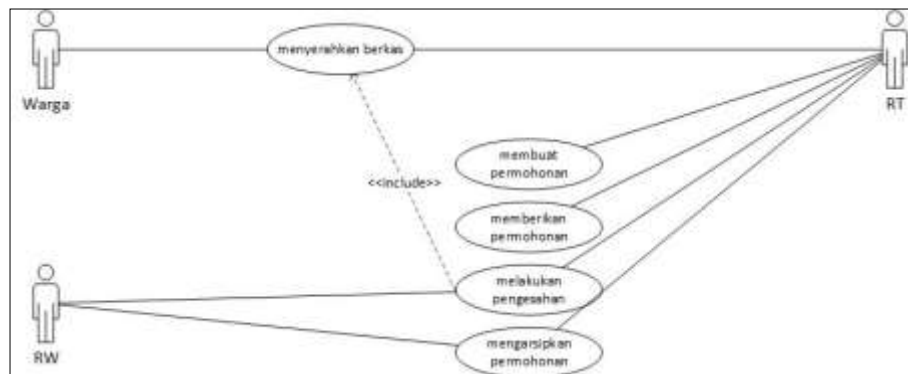 menyerahkan berkas
Warga
RT
membuat
permohonan
<<include>>
memberikan
permohonan
melakukan
pengesahan
mengarsipkan
permohonan
RW